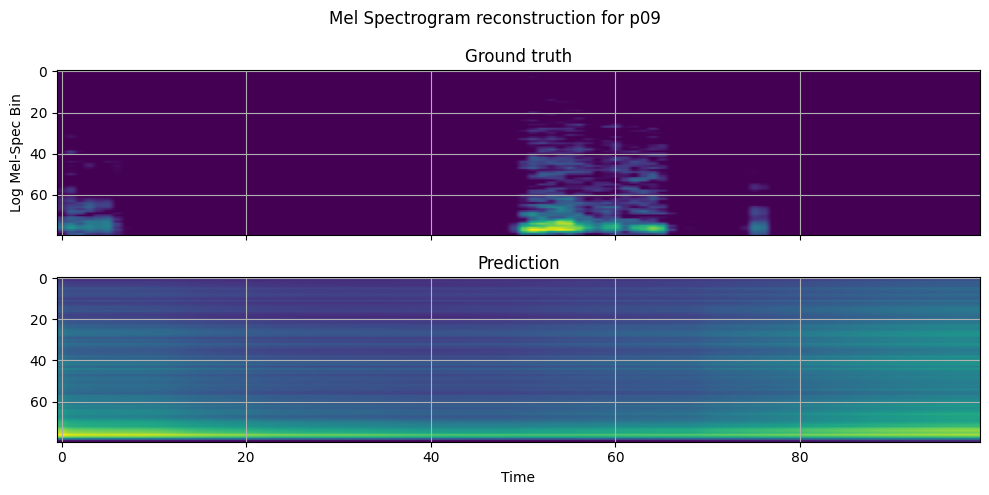 Mel Spectrogram reconstruction for p09
Ground truth
0
20
40
60
Log Mel-Spec Bin
Prediction
0
20
40
60
0 20 40 60 80
Time